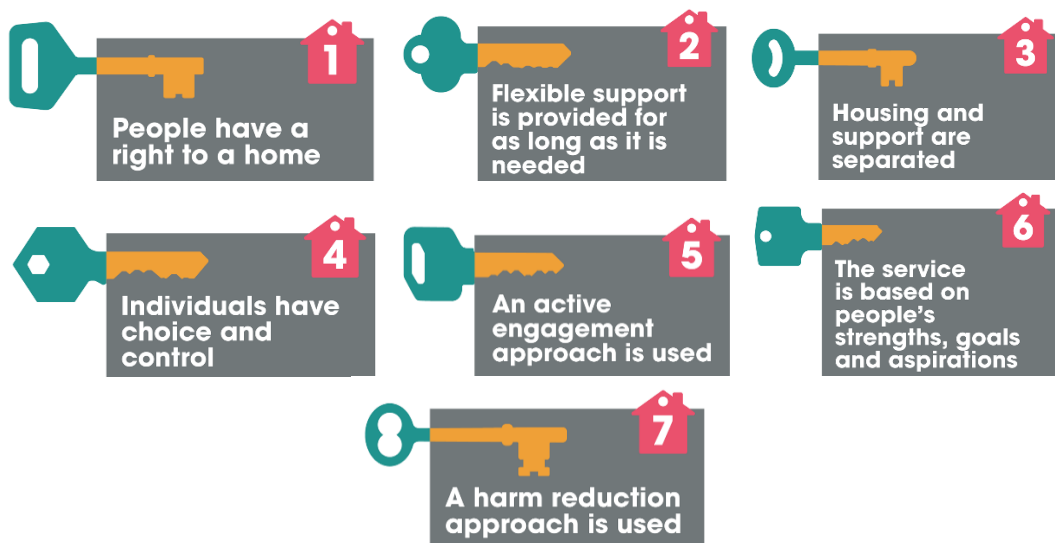 1
People have a
right to a home
2
Flexible support
is provided for
as long as it is
needed
3
Housing and
support are
separated
4
Individuals have
choice and
control
5
An active
engagement
approach is used
6
The service
is based on
people's
strengths, goals
and aspirations
7
A harm reduction
approach is used